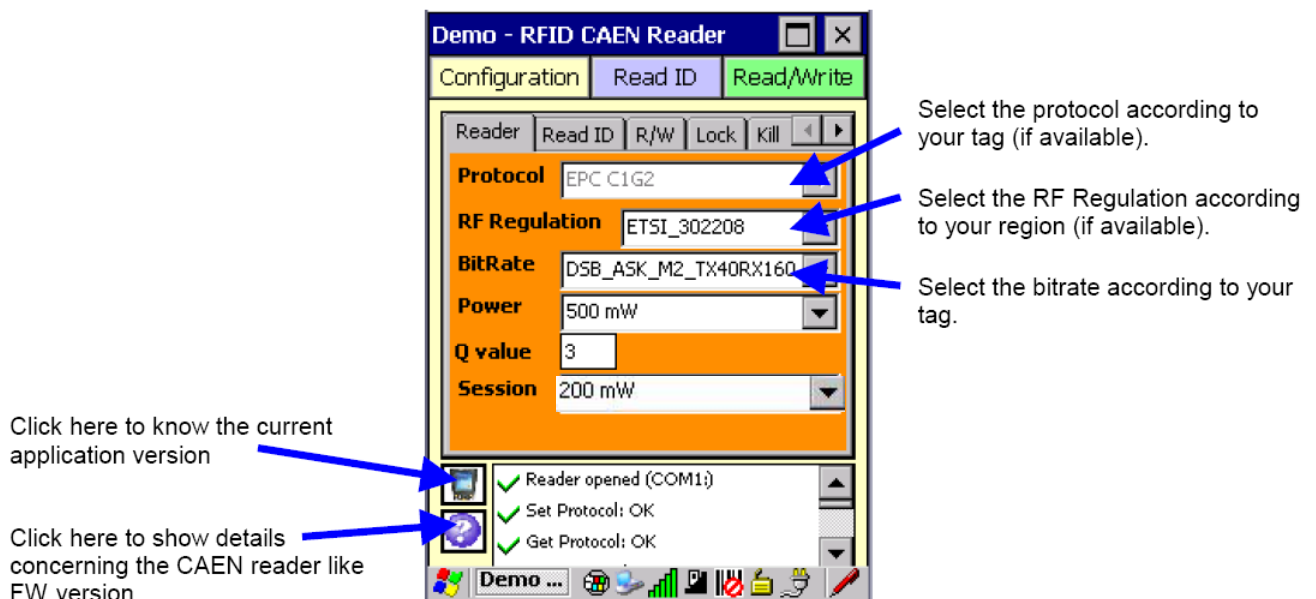 Demo - RFID CAEN Reader
Configuration Read ID Read/Write
Reader Read ID R/W Lock Kill
Protocol EPC C1G2
RF Regulation ETSI_302208
BitRate DSB_ASK_M2_TX40RX160
Power 500 mW
Q value 3
Session 200 mW
Select the protocol according to
your tag (if available).
Select the RF Regulation according
to your region (if available).
Select the bitrate according to your
tag.
Click here to know the current
application version
Click here to show details
concerning the CAEN reader like
FW version
Reader opened (COM1:)
Set Protocol: OK
Get Protocol: OK
Demo ...